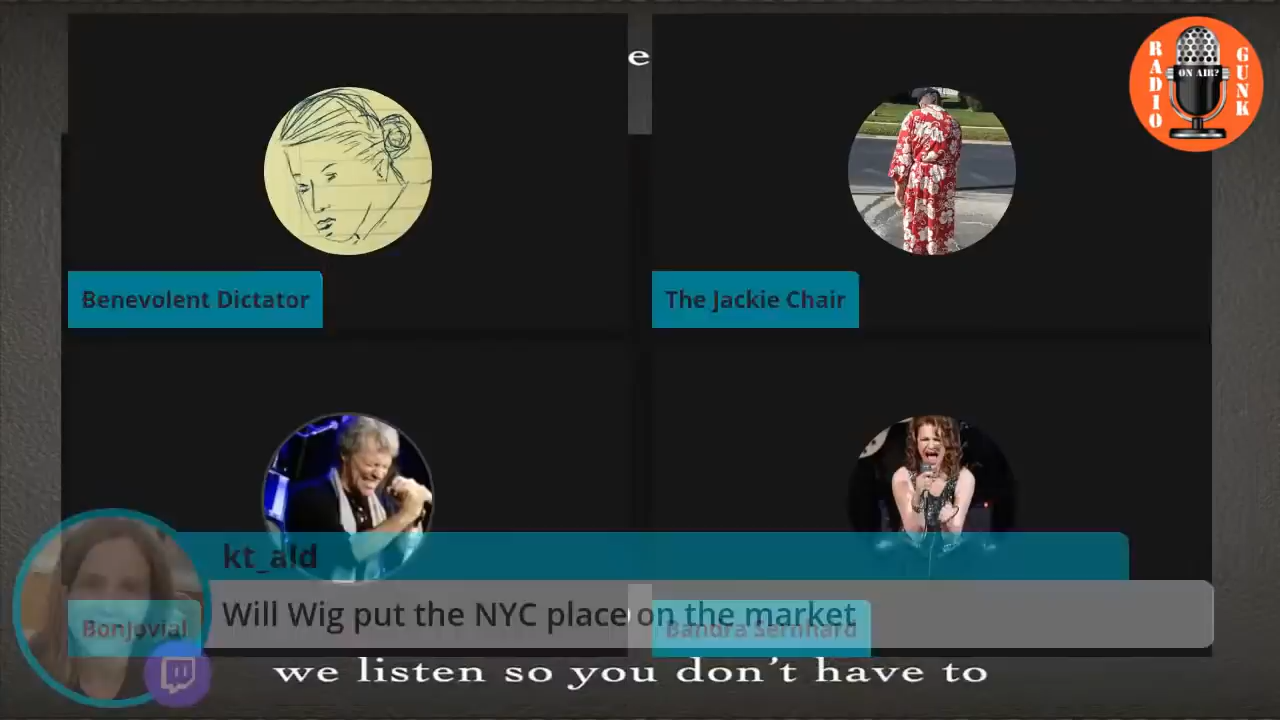 e
RADIO
ON AIR?
GUNK
Benevolent Dictator
The Jackie Chair
kt_ald
Will Wig put the NYC place on the market
BonJovial
Bandra Sernhard
we listen so you don't have to